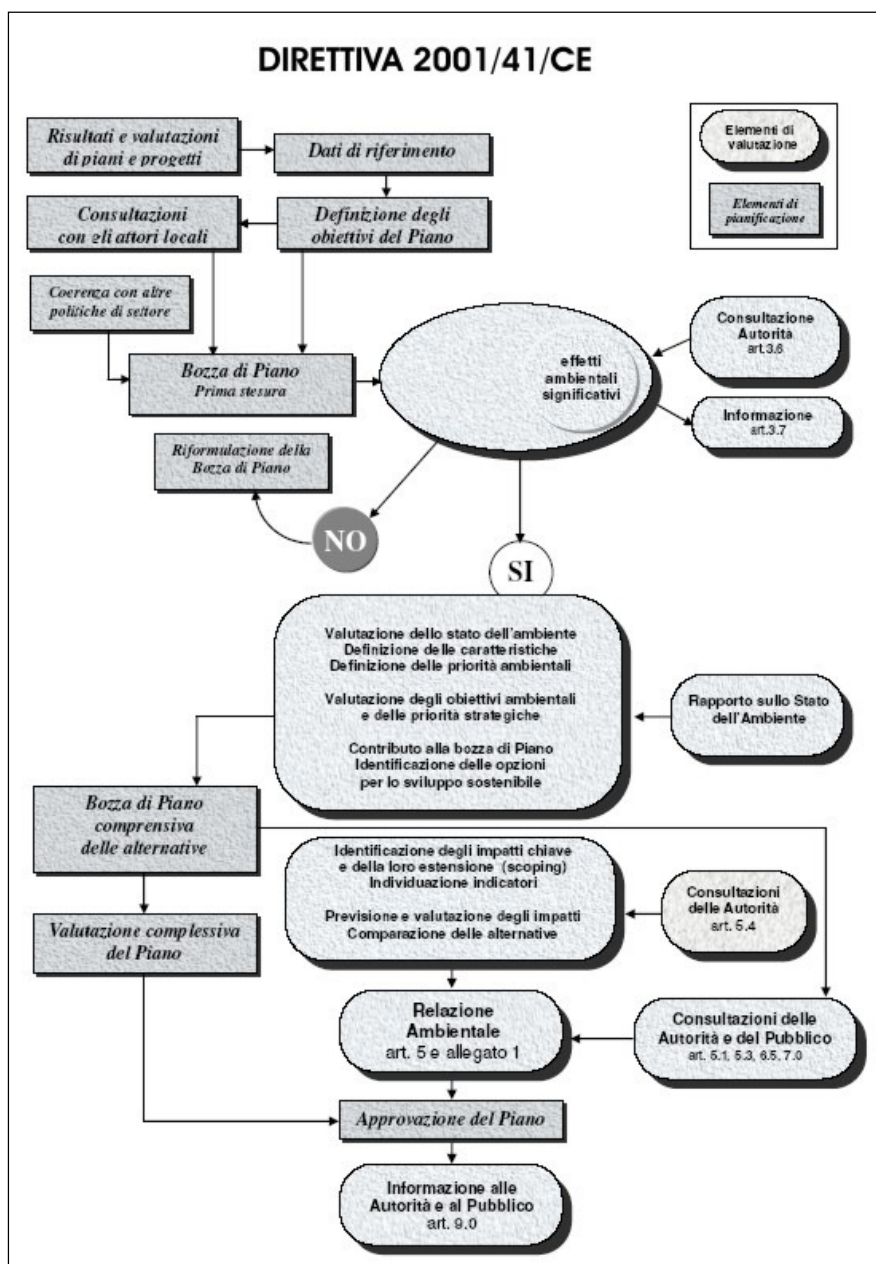 DIRETTIVA 2001/41/CE
Risultati e valutazioni
di piani e progetti
Dati di riferimento
Elementi di
valutazione
Elementi di
pianificazione
Consultazioni
con gli attori locali
Definizione degli
obiettivi del Piano
Coerenza con altre
politiche di settore
Bozza di Piano
Prima stesura
effetti
ambientali
significativi
Consultazione
Autorità
art.3.6
Informazione
art.3.7
Riformulazione della
Bozza di Piano
NO
SI
Valutazione dello stato dell'ambiente
Definizione delle caratteristiche
Definizione delle priorità ambientali
Valutazione degli obiettivi ambientali
e delle priorità strategiche
Contributo alla bozza di Piano
Identificazione delle opzioni
per lo sviluppo sostenibile
Rapporto sullo Stato
dell'Ambiente
Bozza di Piano
comprensiva
delle alternative
Identificazione degli impatti chiave
e della loro estensione (scoping)
Individuazione indicatori
Previsione e valutazione degli impatti
Comparazione delle alternative
Consultazioni
delle Autorità
art. 5.4
Valutazione complessiva
del Piano
Relazione
Ambientale
art. 5 e allegato 1
Consultazioni delle
Autorità e del Pubblico
art. 5.1, 5.3, 6.5, 7.0
Approvazione del Piano
Informazione alle
Autorità e al Pubblico
art. 9.0